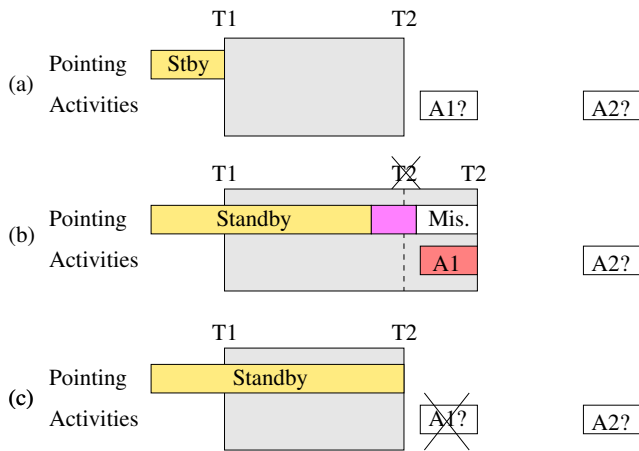 T1 T2
Pointing Stby
(a)
Activities A1? A2?
T1 T2 T2
Pointing Standby Mis.
(b)
Activities A1 A2?
T1 T2
Pointing Standby
(c)
Activities A1? A2?